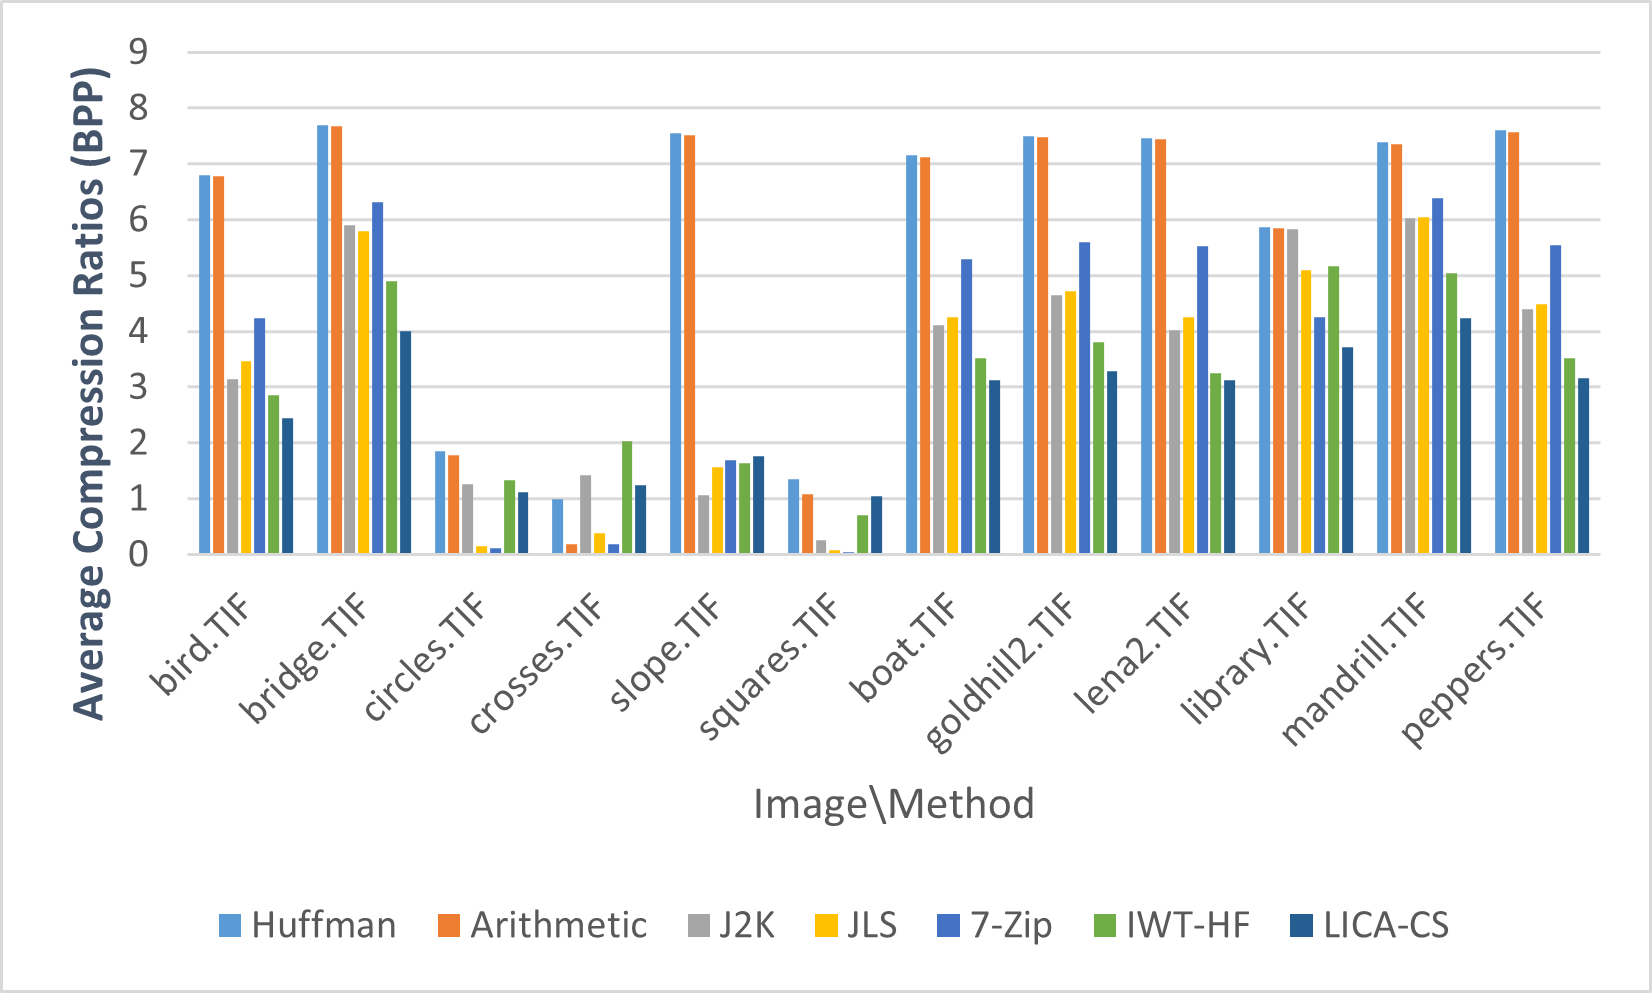 Average Compression Ratios (BPP)
9
8
7
6
5
4
3
2
1
0
bird.TIF
bridge.TIF
circles.TIF
crosses.TIF
slope.TIF
squares.TIF
boat.TIF
goldhill2.TIF
lena2.TIF
library.TIF
mandrill.TIF
peppers.TIF
Image\Method
Huffman Arithmetic J2K JLS 7-Zip IWT-HF LICA-CS